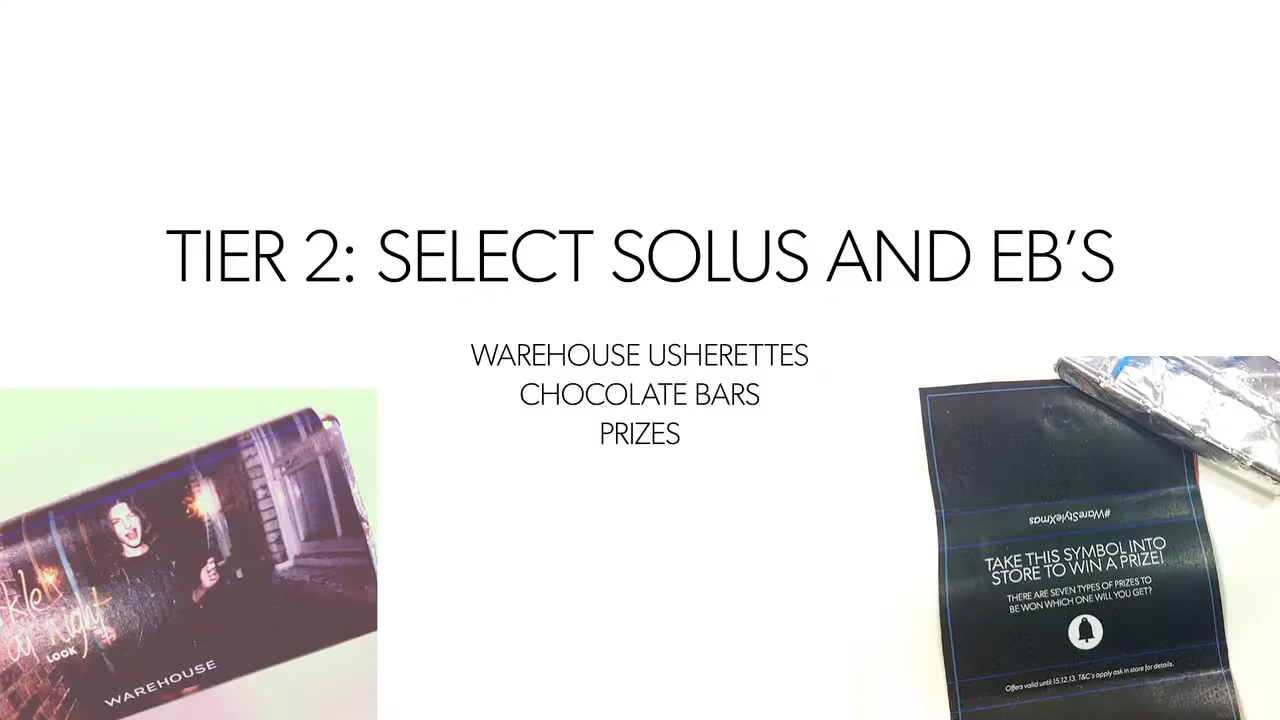 TIER 2: SELECT SOLUS AND EB’S
WAREHOUSE USHERETTES
CHOCOLATE BARS
PRIZES
night
LOOK
WAREHOUSE
#WareStyleXmas
TAKE THIS SYMBOL INTO
STORE TO WIN A PRIZE!
THERE ARE SEVEN TYPES OF PRIZES TO
BE WON WHICH ONE WILL YOU GET?
Offers valid until 15.12.13. T&C's apply ask in store for details.